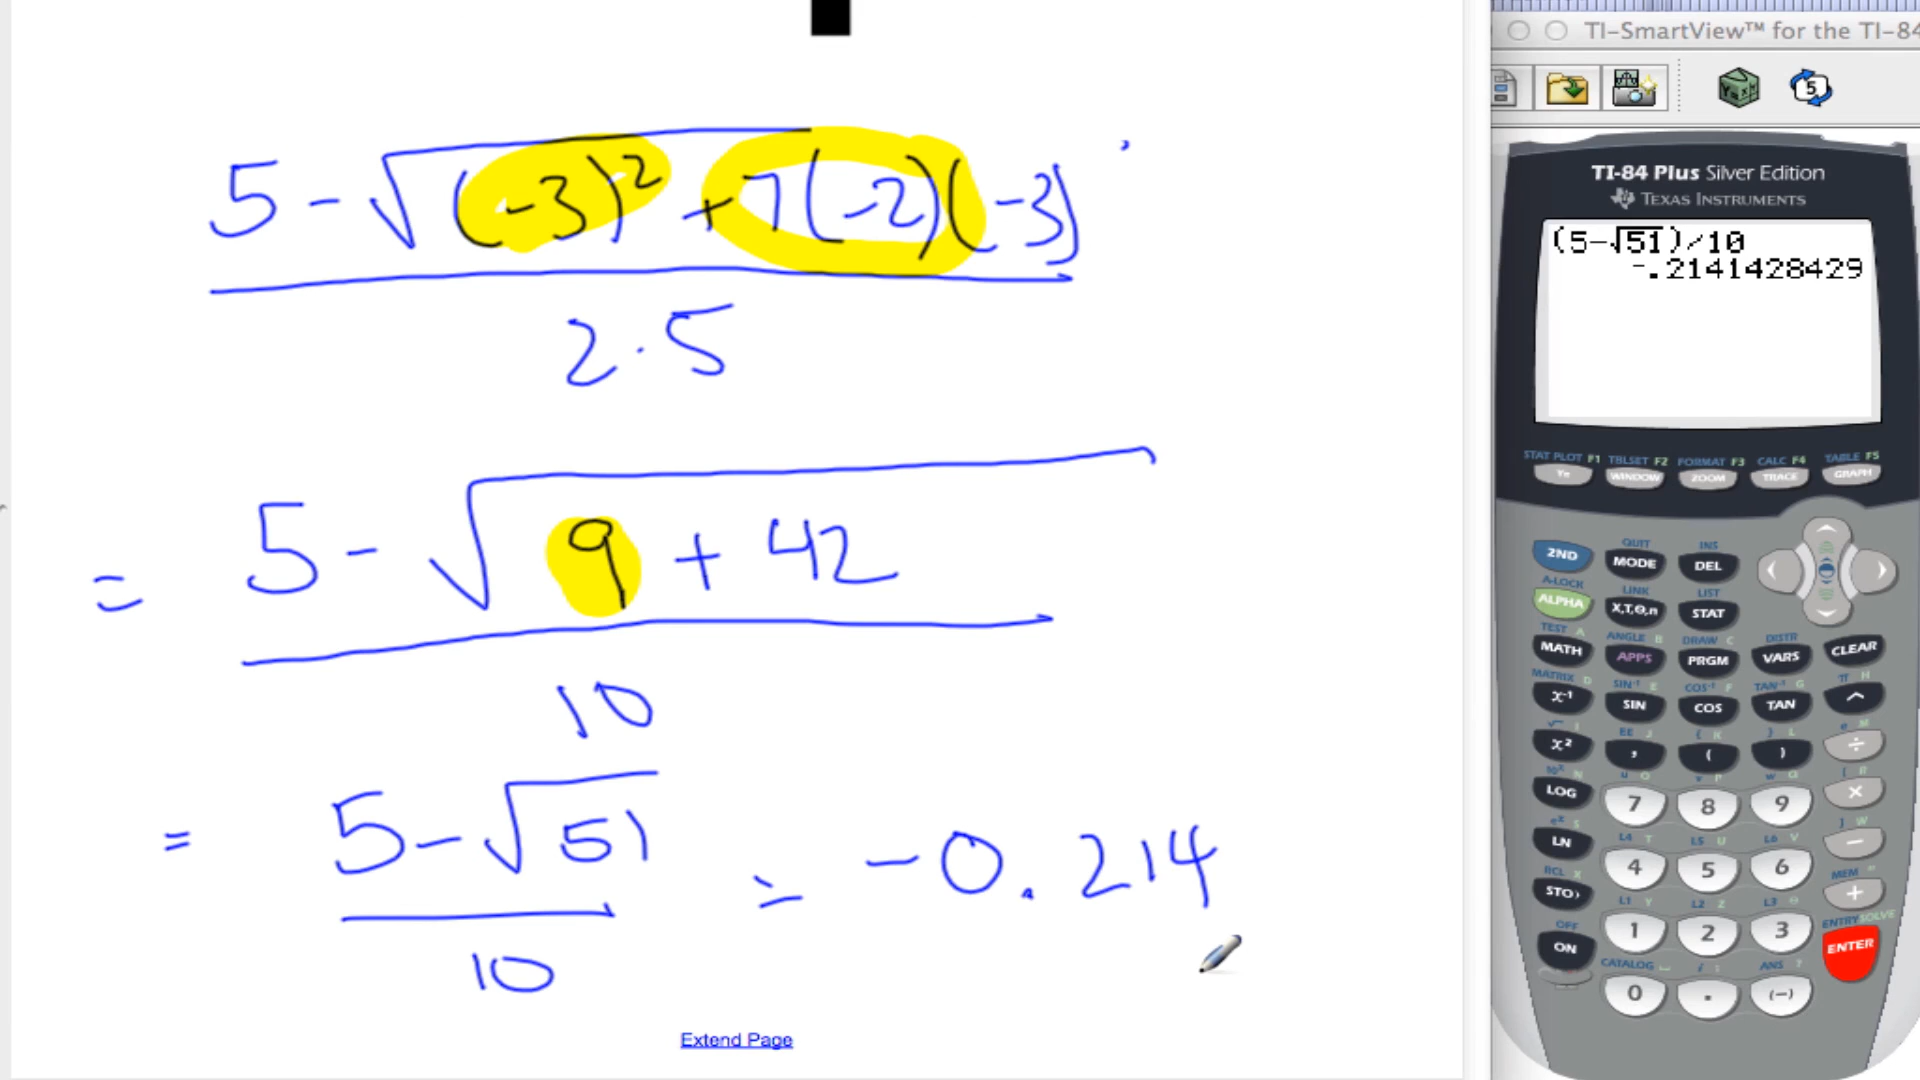 5 - √(-3)² + 7(-2)(-3)
2 · 5
= 5 - √9 + 42
10
= 5 - √51 = -0.214
10
Extend Page
TI-SmartView™ for the TI-84
5
TI-84 Plus Silver Edition
TEXAS INSTRUMENTS
(5-√51)/10
-.2141428429
STAT PLOT F1 TBLSET F2 FORMAT F3 CALC F4 TABLE F5
Y= WINDOW ZOOM TRACE GRAPH
QUIT INS
2ND MODE DEL
A-LOCK LINK LIST
ALPHA X,T,Θ,n STAT
TEST A ANGLE B DRAW C DISTR
MATH APPS PRGM VARS CLEAR
MATRIX D SIN⁻¹ E COS⁻¹ F TAN⁻¹ G π H
x⁻¹ SIN COS TAN ^
√ I EE J { K } L e M
x² , ( ) ÷
10ˣ N u O v P w Q [ R
LOG 7 8 9 ×
eˣ S L4 T L5 U L6 V ] W
LN 4 5 6 −
RCL X L1 Y L2 Z L3 θ MEM "
STO› 1 2 3 +
OFF CATALOG i : ANS ? ENTRY SOLVE
ON 0 . (−) ENTER